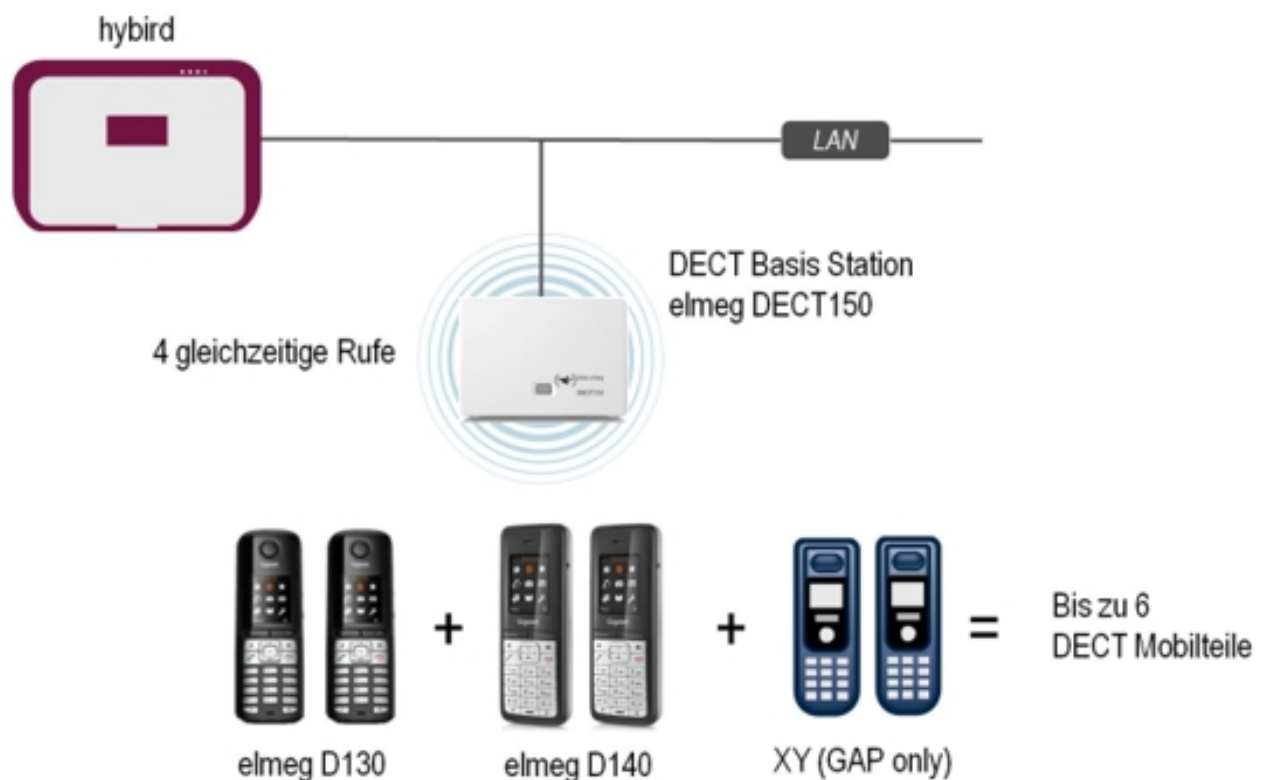 hybird
LAN
DECT Basis Station
elmeg DECT150
4 gleichzeitige Rufe
+
+
=
Bis zu 6
DECT Mobilteile
elmeg D130
elmeg D140
XY (GAP only)